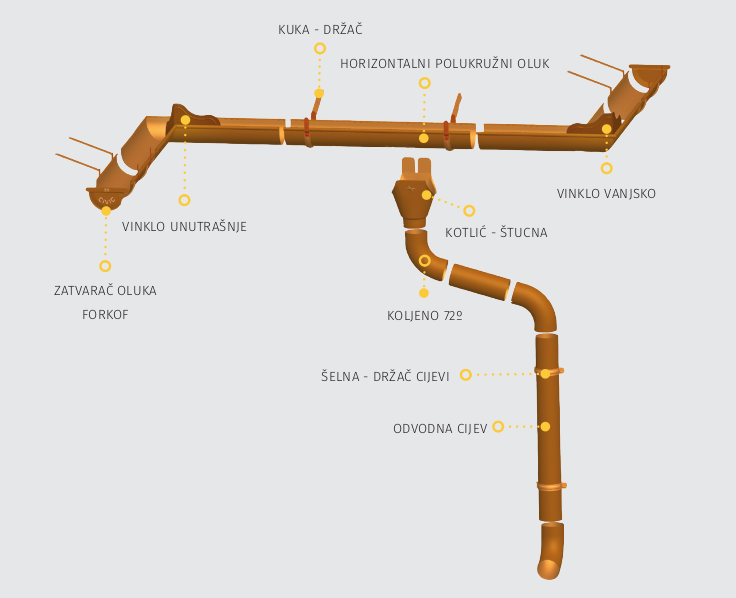 KUKA - DRŽAČ
HORIZONTALNI POLUKRUŽNI OLUK
VINKLO VANJSKO
VINKLO UNUTRAŠNJE
KOTLIĆ - ŠTUCNA
ZATVARAČ OLUKA
FORKOF
KOLJENO 72º
ŠELNA - DRŽAČ CIJEVI
ODVODNA CIJEV